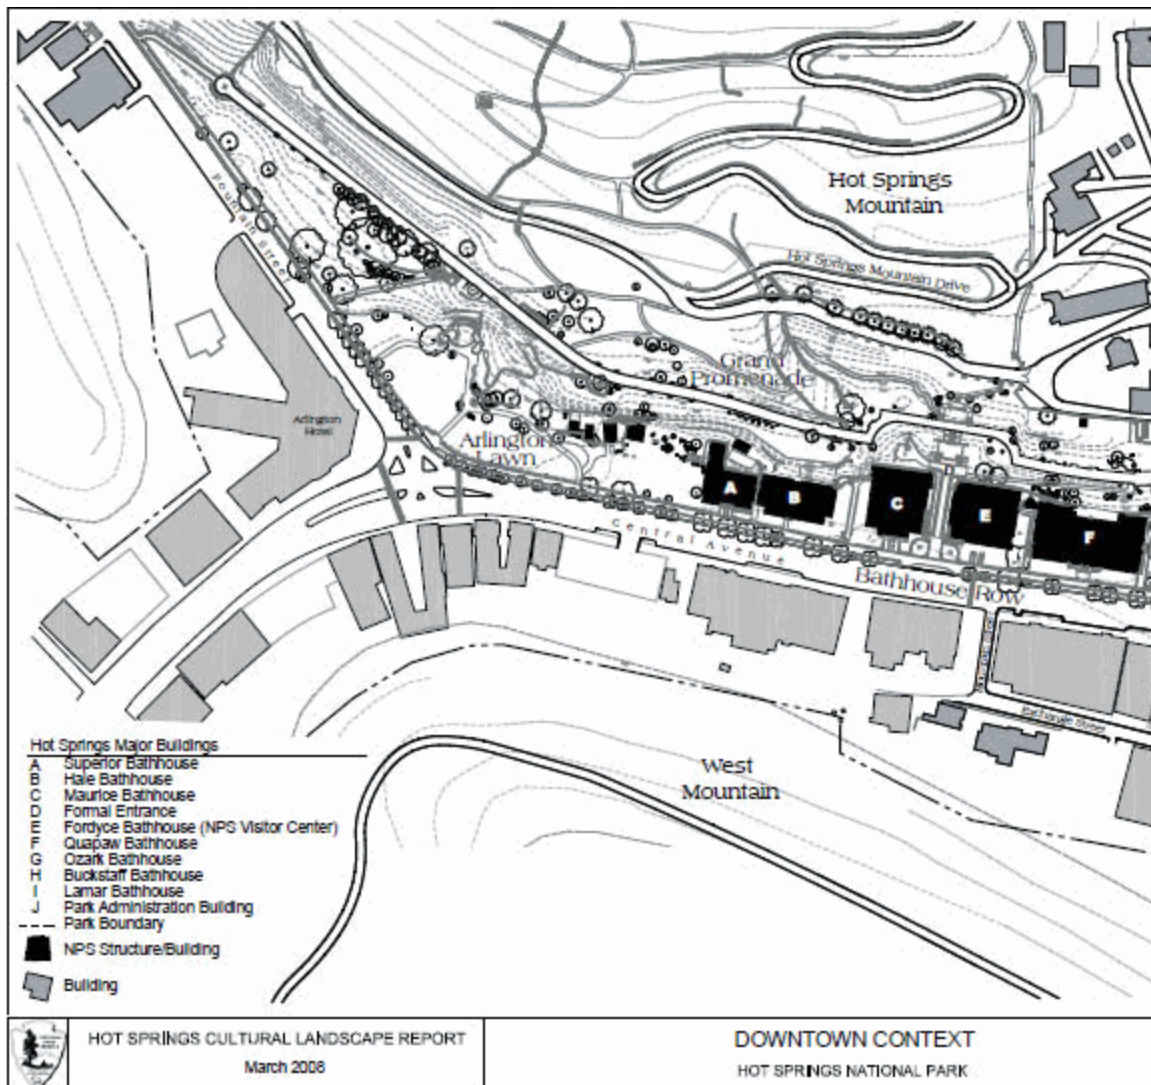 Hot Springs
Mountain
Hot Springs Mountain Drive
Fountain Street
Grand
Promenade
Arlington
Hotel
Arlington
Lawn
A
B
C
D
E
F
Central Avenue
Bathhouse Row
Exchange Street
West
Mountain
Hot Springs Major Buildings
A Superior Bathhouse
B Hale Bathhouse
C Maurice Bathhouse
D Formal Entrance
E Fordyce Bathhouse (NPS Visitor Center)
F Quapaw Bathhouse
G Ozark Bathhouse
H Buckstaff Bathhouse
I Lamar Bathhouse
J Park Administration Building
Park Boundary
NPS Structure/Building
Building
HOT SPRINGS CULTURAL LANDSCAPE REPORT
March 2008
DOWNTOWN CONTEXT
HOT SPRINGS NATIONAL PARK